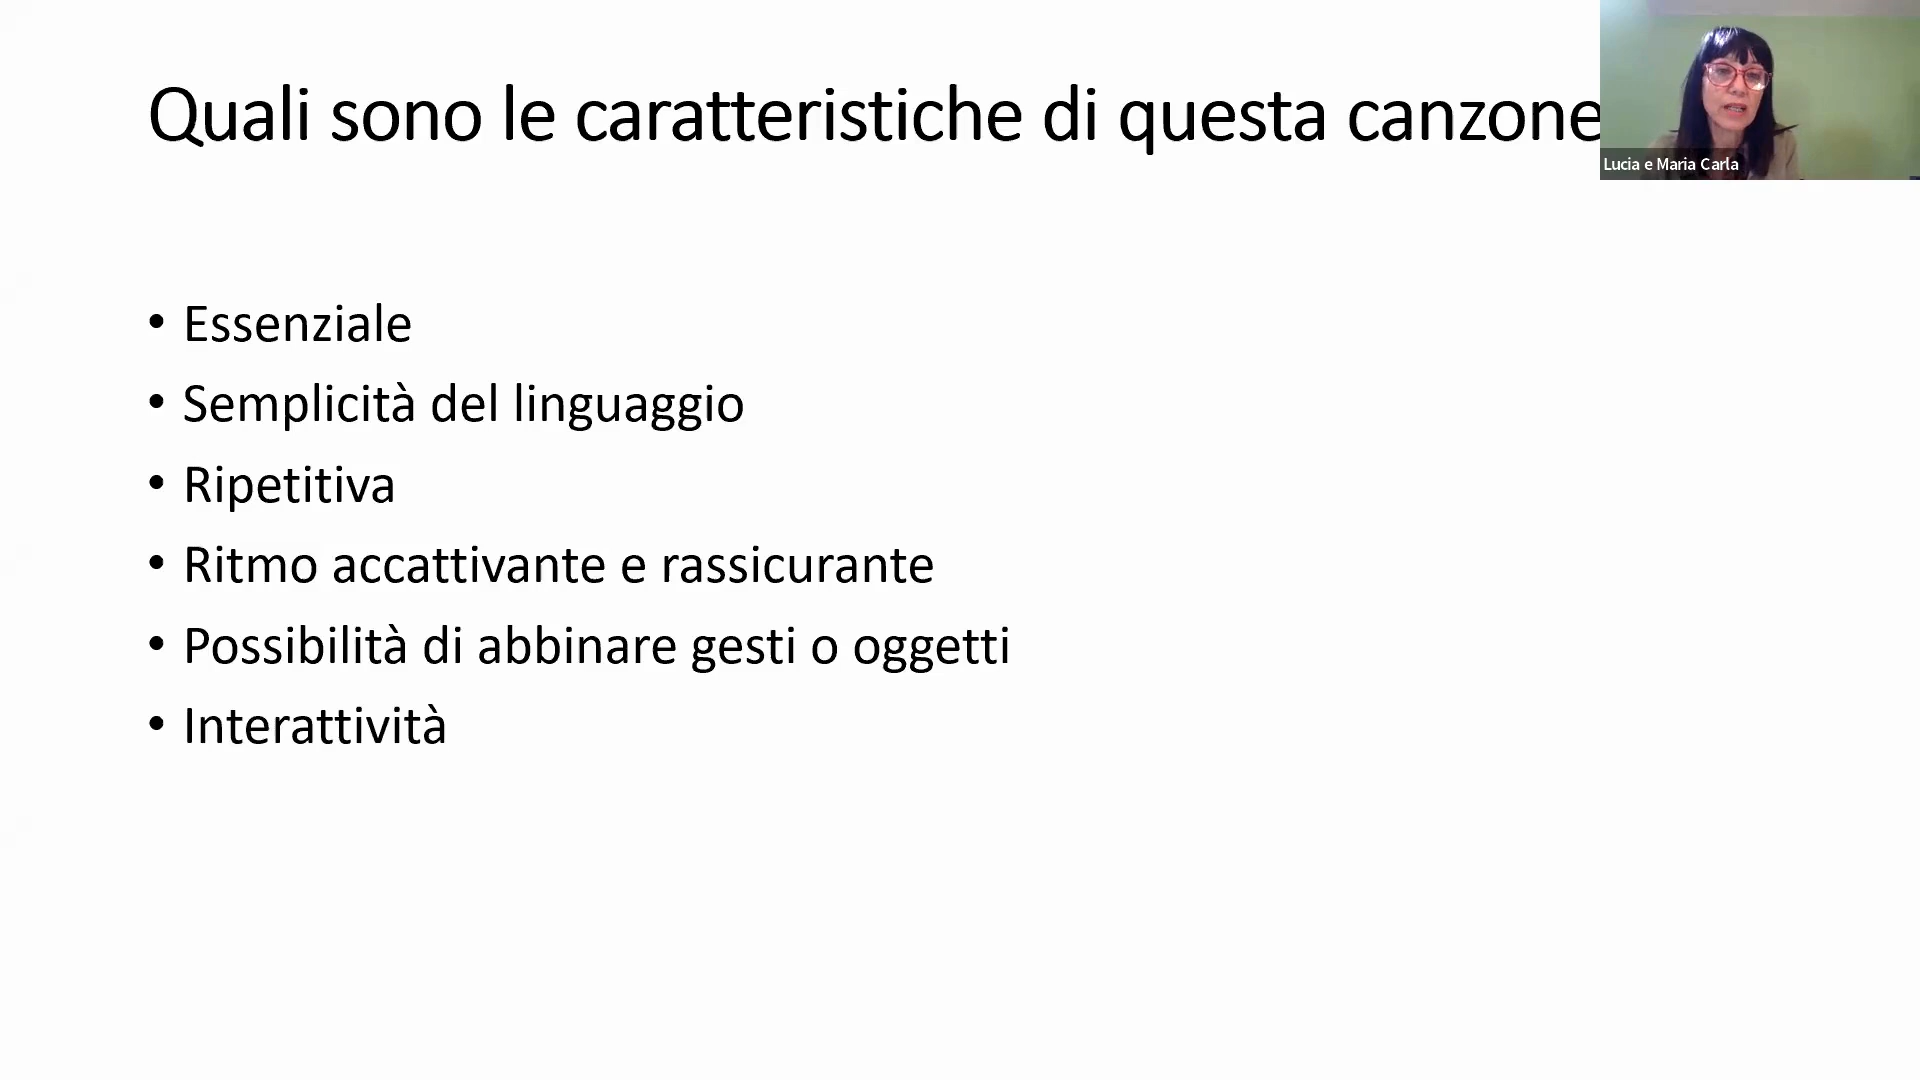 Quali sono le caratteristiche di questa canzone
Lucia e Maria Carla
• Essenziale
• Semplicità del linguaggio
• Ripetitiva
• Ritmo accattivante e rassicurante
• Possibilità di abbinare gesti o oggetti
• Interattività